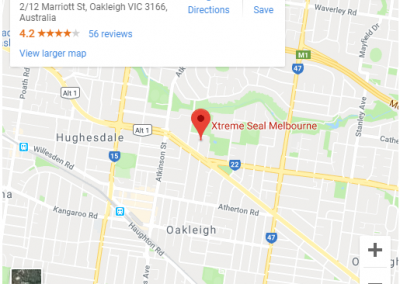 2/12 Marriott St, Oakleigh VIC 3166,
Australia
Directions
Save
4.2
56 reviews
View larger map
Waverley Rd
Mayfield Dr
M1
47
Poath Rd
Alt 1
Xtreme Seal Melbourne
Stanley Ave
Hughesdale
Alt 1
Willesden Rd
Atkinson St
22
Kangaroo Rd
Atherton Rd
Haughton Rd
Oakleigh
47
+